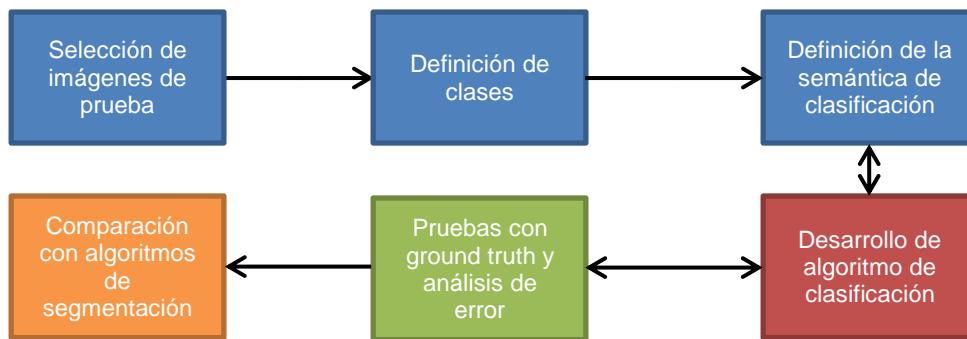 Selección de
imágenes de
prueba
Definición de
clases
Definición de la
semántica de
clasificación
Comparación
con algoritmos
de
segmentación
Pruebas con
ground truth y
análisis de
error
Desarrollo de
algoritmo de
clasificación